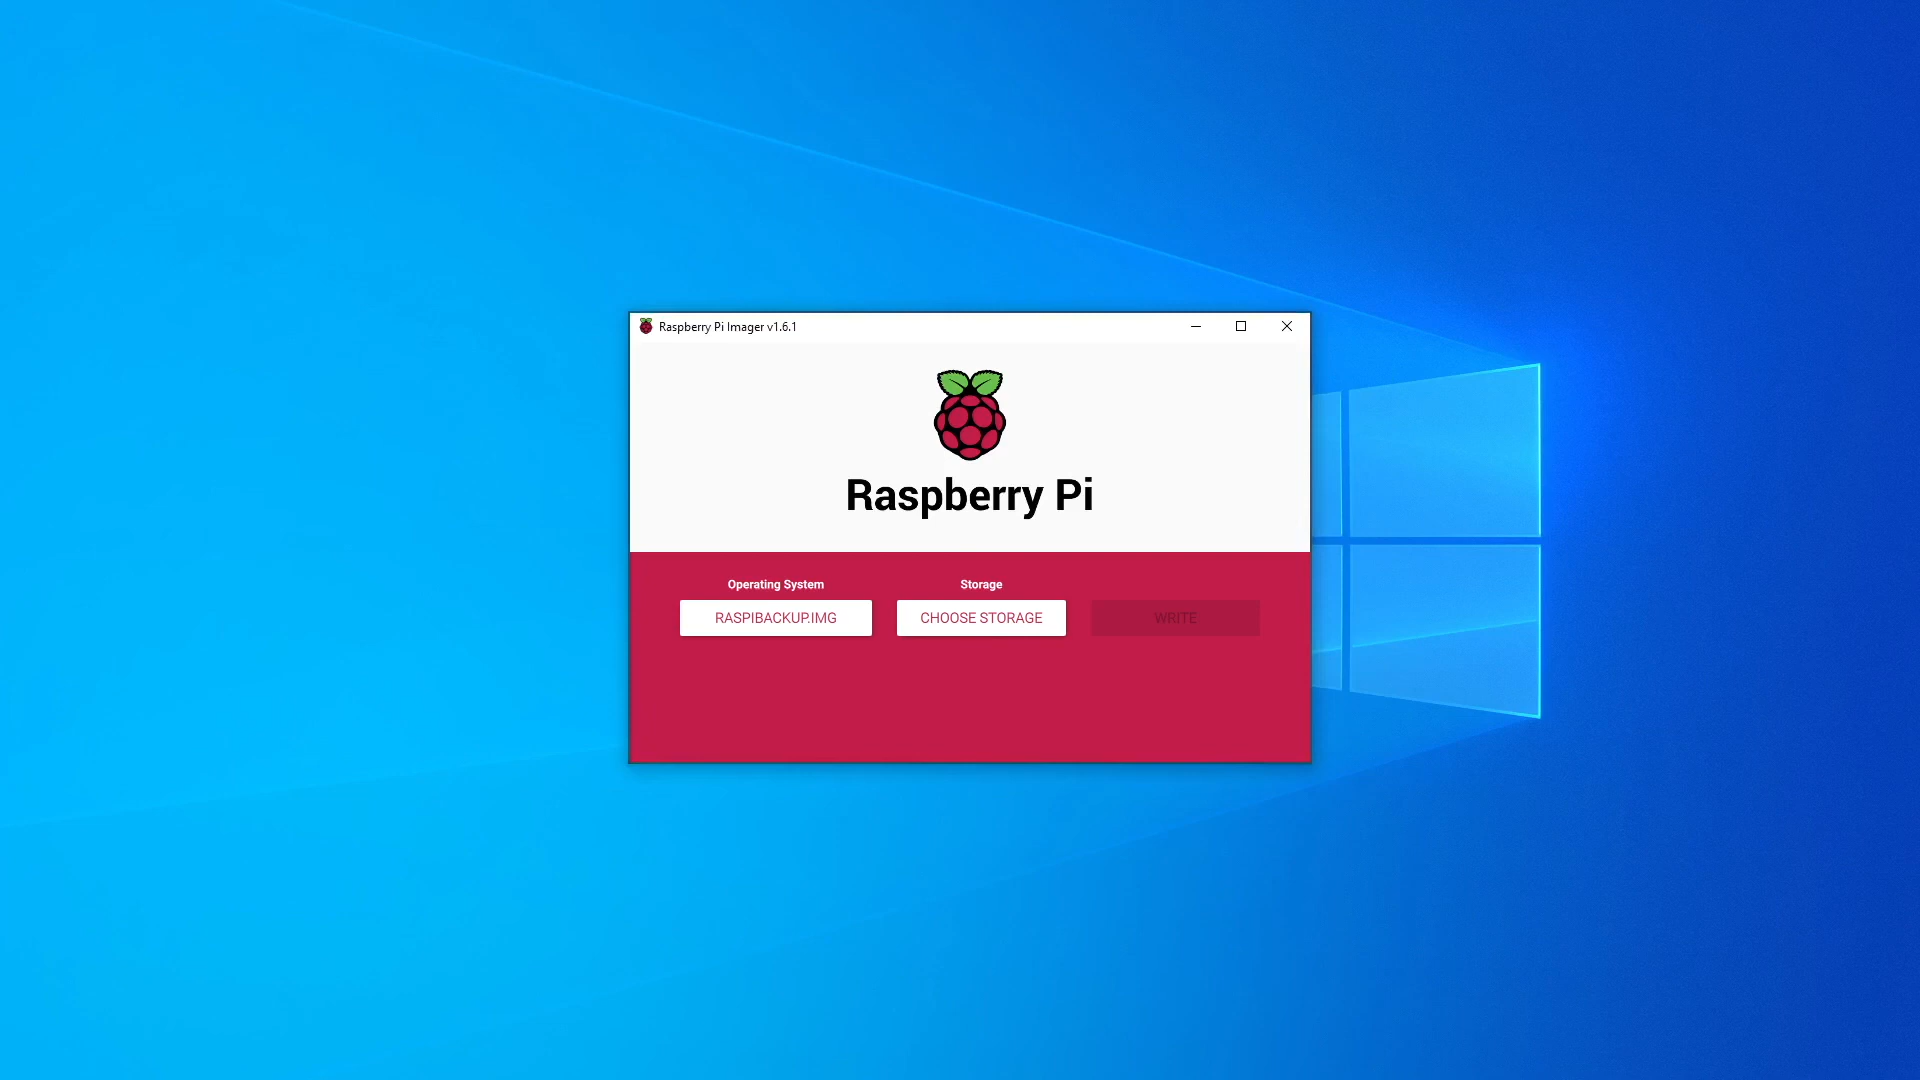 Raspberry Pi Imager v1.6.1
Raspberry Pi
Operating System
Storage
RASPIBACKUP.IMG
CHOOSE STORAGE
WRITE